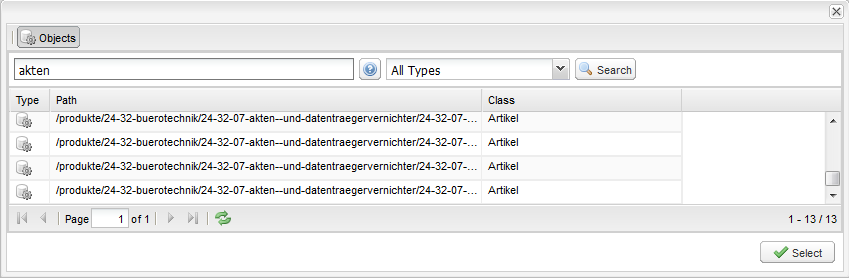 Objects
akten All Types Search
Type Path Class
/produkte/24-32-buerotechnik/24-32-07-akten--und-datentraegervernichter/24-32-07-... Artikel
/produkte/24-32-buerotechnik/24-32-07-akten--und-datentraegervernichter/24-32-07-... Artikel
/produkte/24-32-buerotechnik/24-32-07-akten--und-datentraegervernichter/24-32-07-... Artikel
/produkte/24-32-buerotechnik/24-32-07-akten--und-datentraegervernichter/24-32-07-... Artikel
Page 1 of 1 1 - 13 / 13
Select